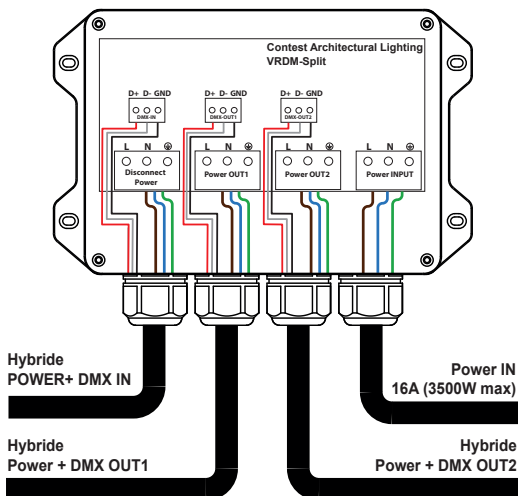 Contest Architectural Lighting
VRDM-Split
D+ D- GND
DMX-IN
D+ D- GND
DMX-OUT1
D+ D- GND
DMX-OUT2
L N
Disconnect
Power
L N
Power OUT1
L N
Power OUT2
L N
Power INPUT
Hybride
POWER+ DMX IN
Power IN
16A (3500W max)
Hybride
Power + DMX OUT1
Hybride
Power + DMX OUT2